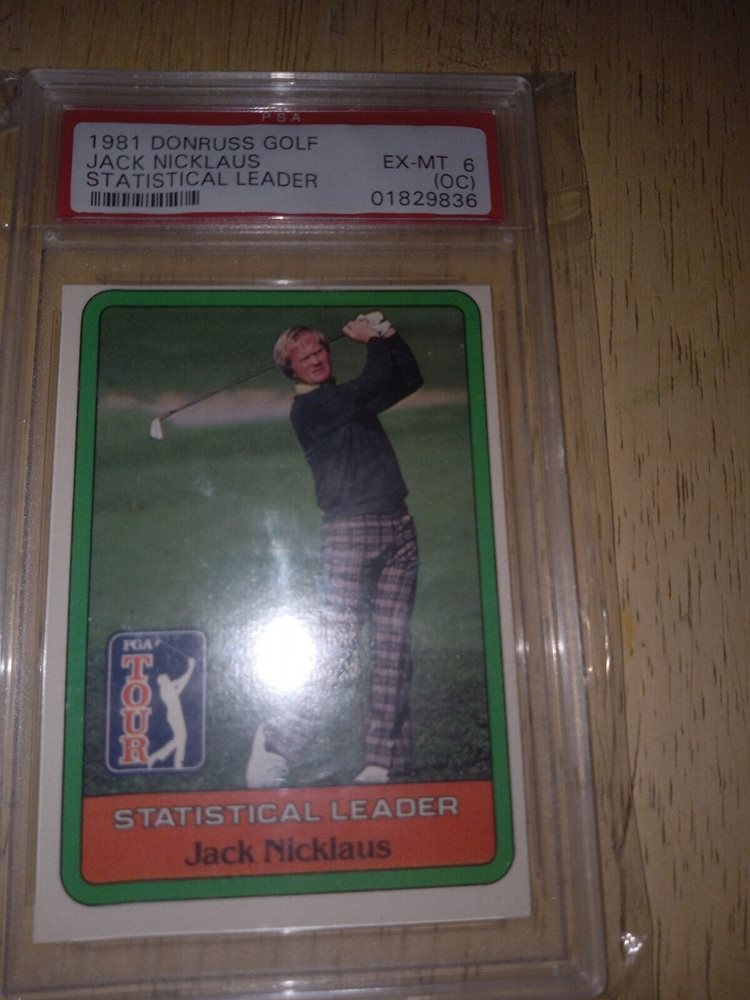 PSA
1981 DONRUSS GOLF
JACK NICKLAUS
EX-MT 6
STATISTICAL LEADER
(OC)
01829836
PGA
TOUR
STATISTICAL LEADER
Jack Nicklaus